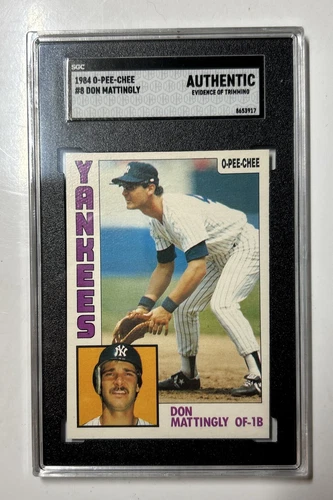 SGC
1984 O-PEE-CHEE
#8 DON MATTINGLY
AUTHENTIC
EVIDENCE OF TRIMMING
8653917
O-PEE-CHEE
YANKEES
NY
DON
MATTINGLY OF-1B